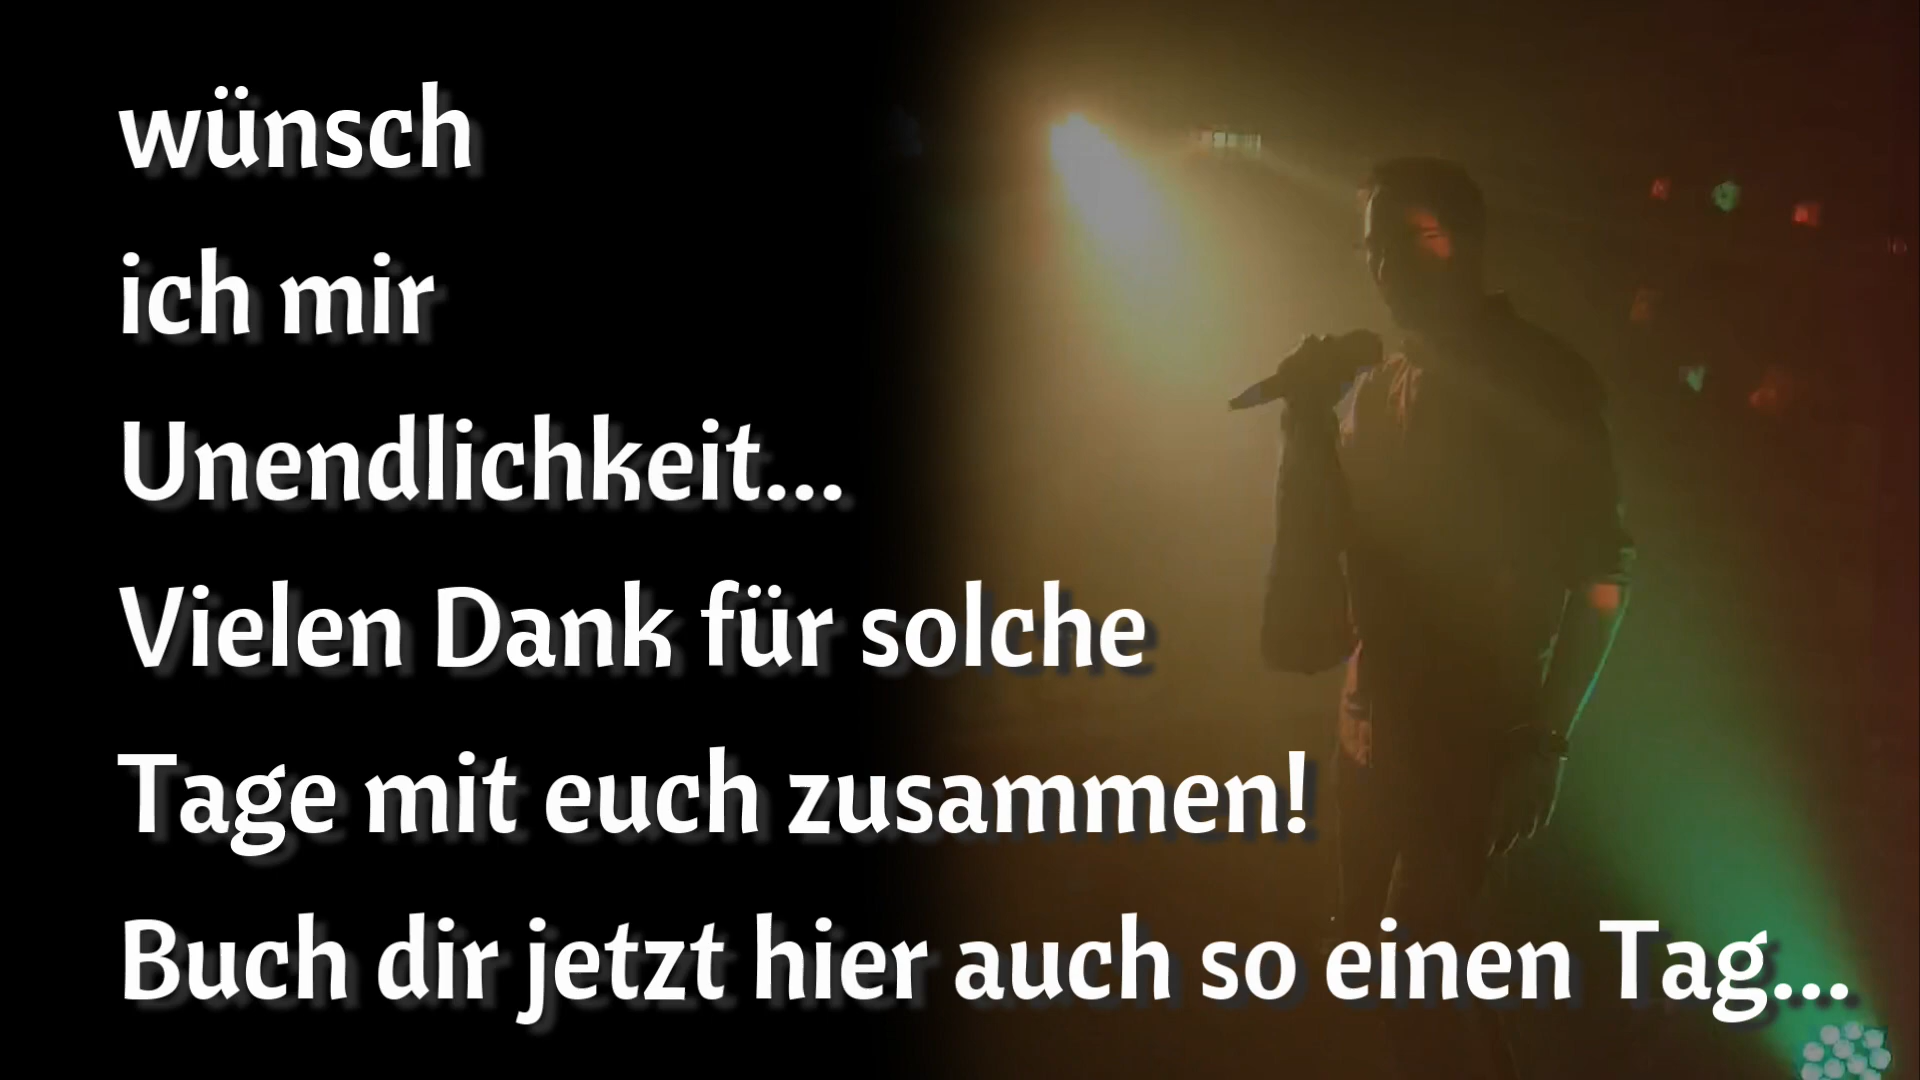 wünsch
ich mir
Unendlichkeit...
Vielen Dank für solche
Tage mit euch zusammen!
Buch dir jetzt hier auch so einen Tag...